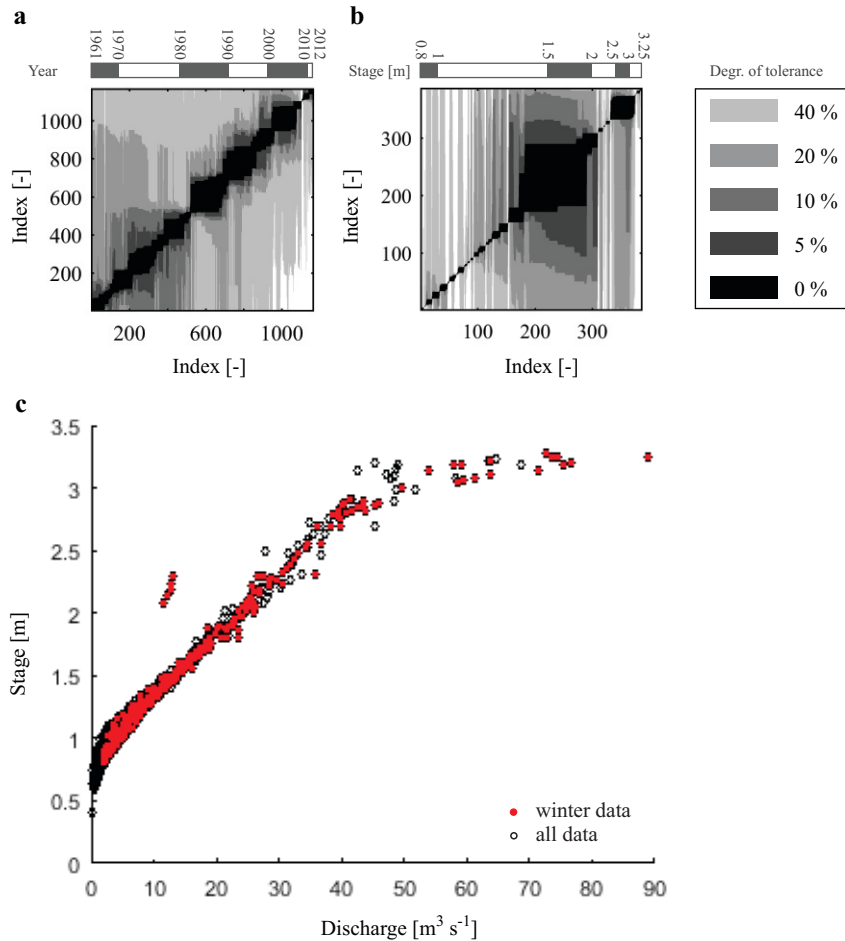 a
1961 1970 1980 1990 2000 2010 2012
Year
1000
800
600
400
200
Index [-]
200 600 1000
Index [-]
b
0.8 1 1.5 2 2.5 3 3.25
Stage [m]
300
200
100
Index [-]
100 200 300
Index [-]
Degr. of tolerance
40 %
20 %
10 %
5 %
0 %
c
3.5
3
2.5
2
1.5
1
0.5
0
Stage [m]
winter data
all data
0 10 20 30 40 50 60 70 80 90
Discharge [m³ s⁻¹]